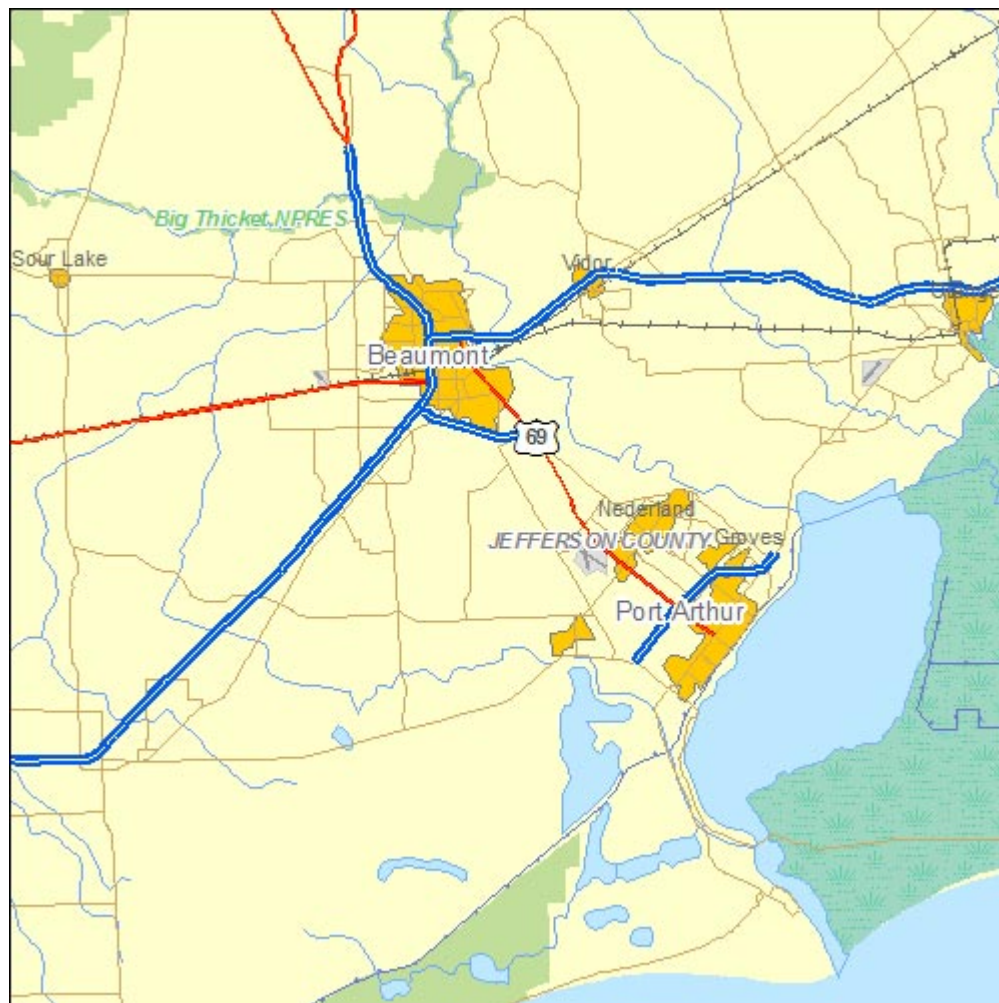 Big Thicket NPRES
Sour Lake
Vidor
Beaumont
69
Nederland
JEFFERSON COUNTY
Groves
Port Arthur